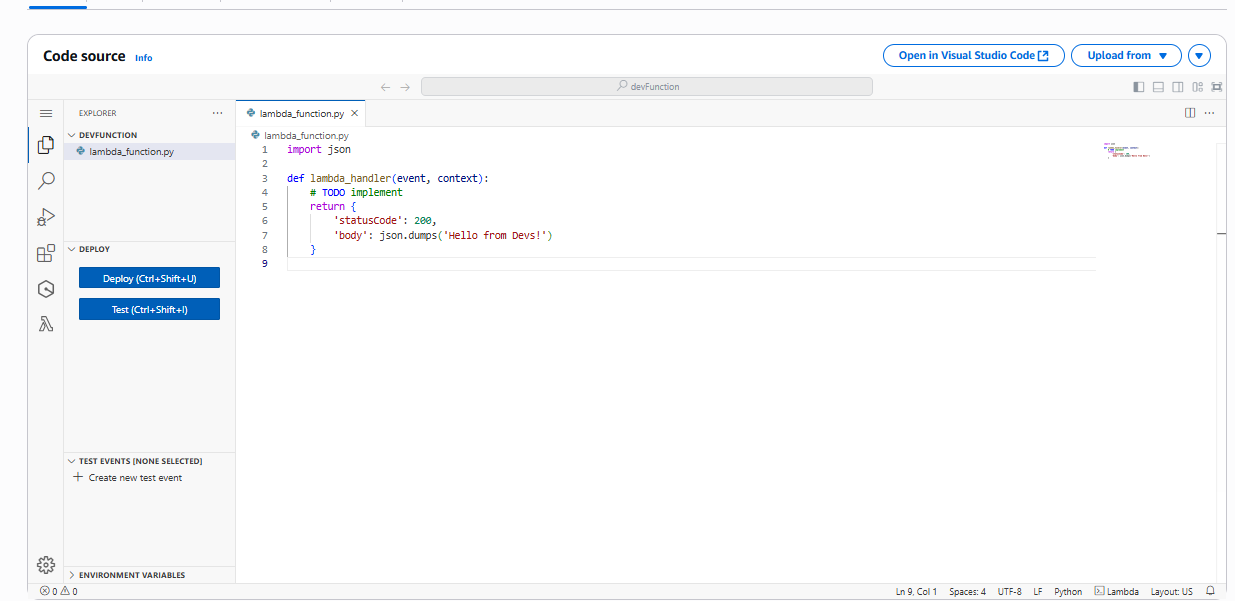 Code source Info
Open in Visual Studio Code
Upload from
devFunction
EXPLORER
DEVFUNCTION
lambda_function.py
DEPLOY
Deploy (Ctrl+Shift+U)
Test (Ctrl+Shift+I)
TEST EVENTS [NONE SELECTED]
Create new test event
ENVIRONMENT VARIABLES
lambda_function.py
lambda_function.py
1 import json
2
3 def lambda_handler(event, context):
4 # TODO implement
5 return {
6 'statusCode': 200,
7 'body': json.dumps('Hello from Devs!')
8 }
9
0 0
Ln 9, Col 1 Spaces: 4 UTF-8 LF Python Lambda Layout: US